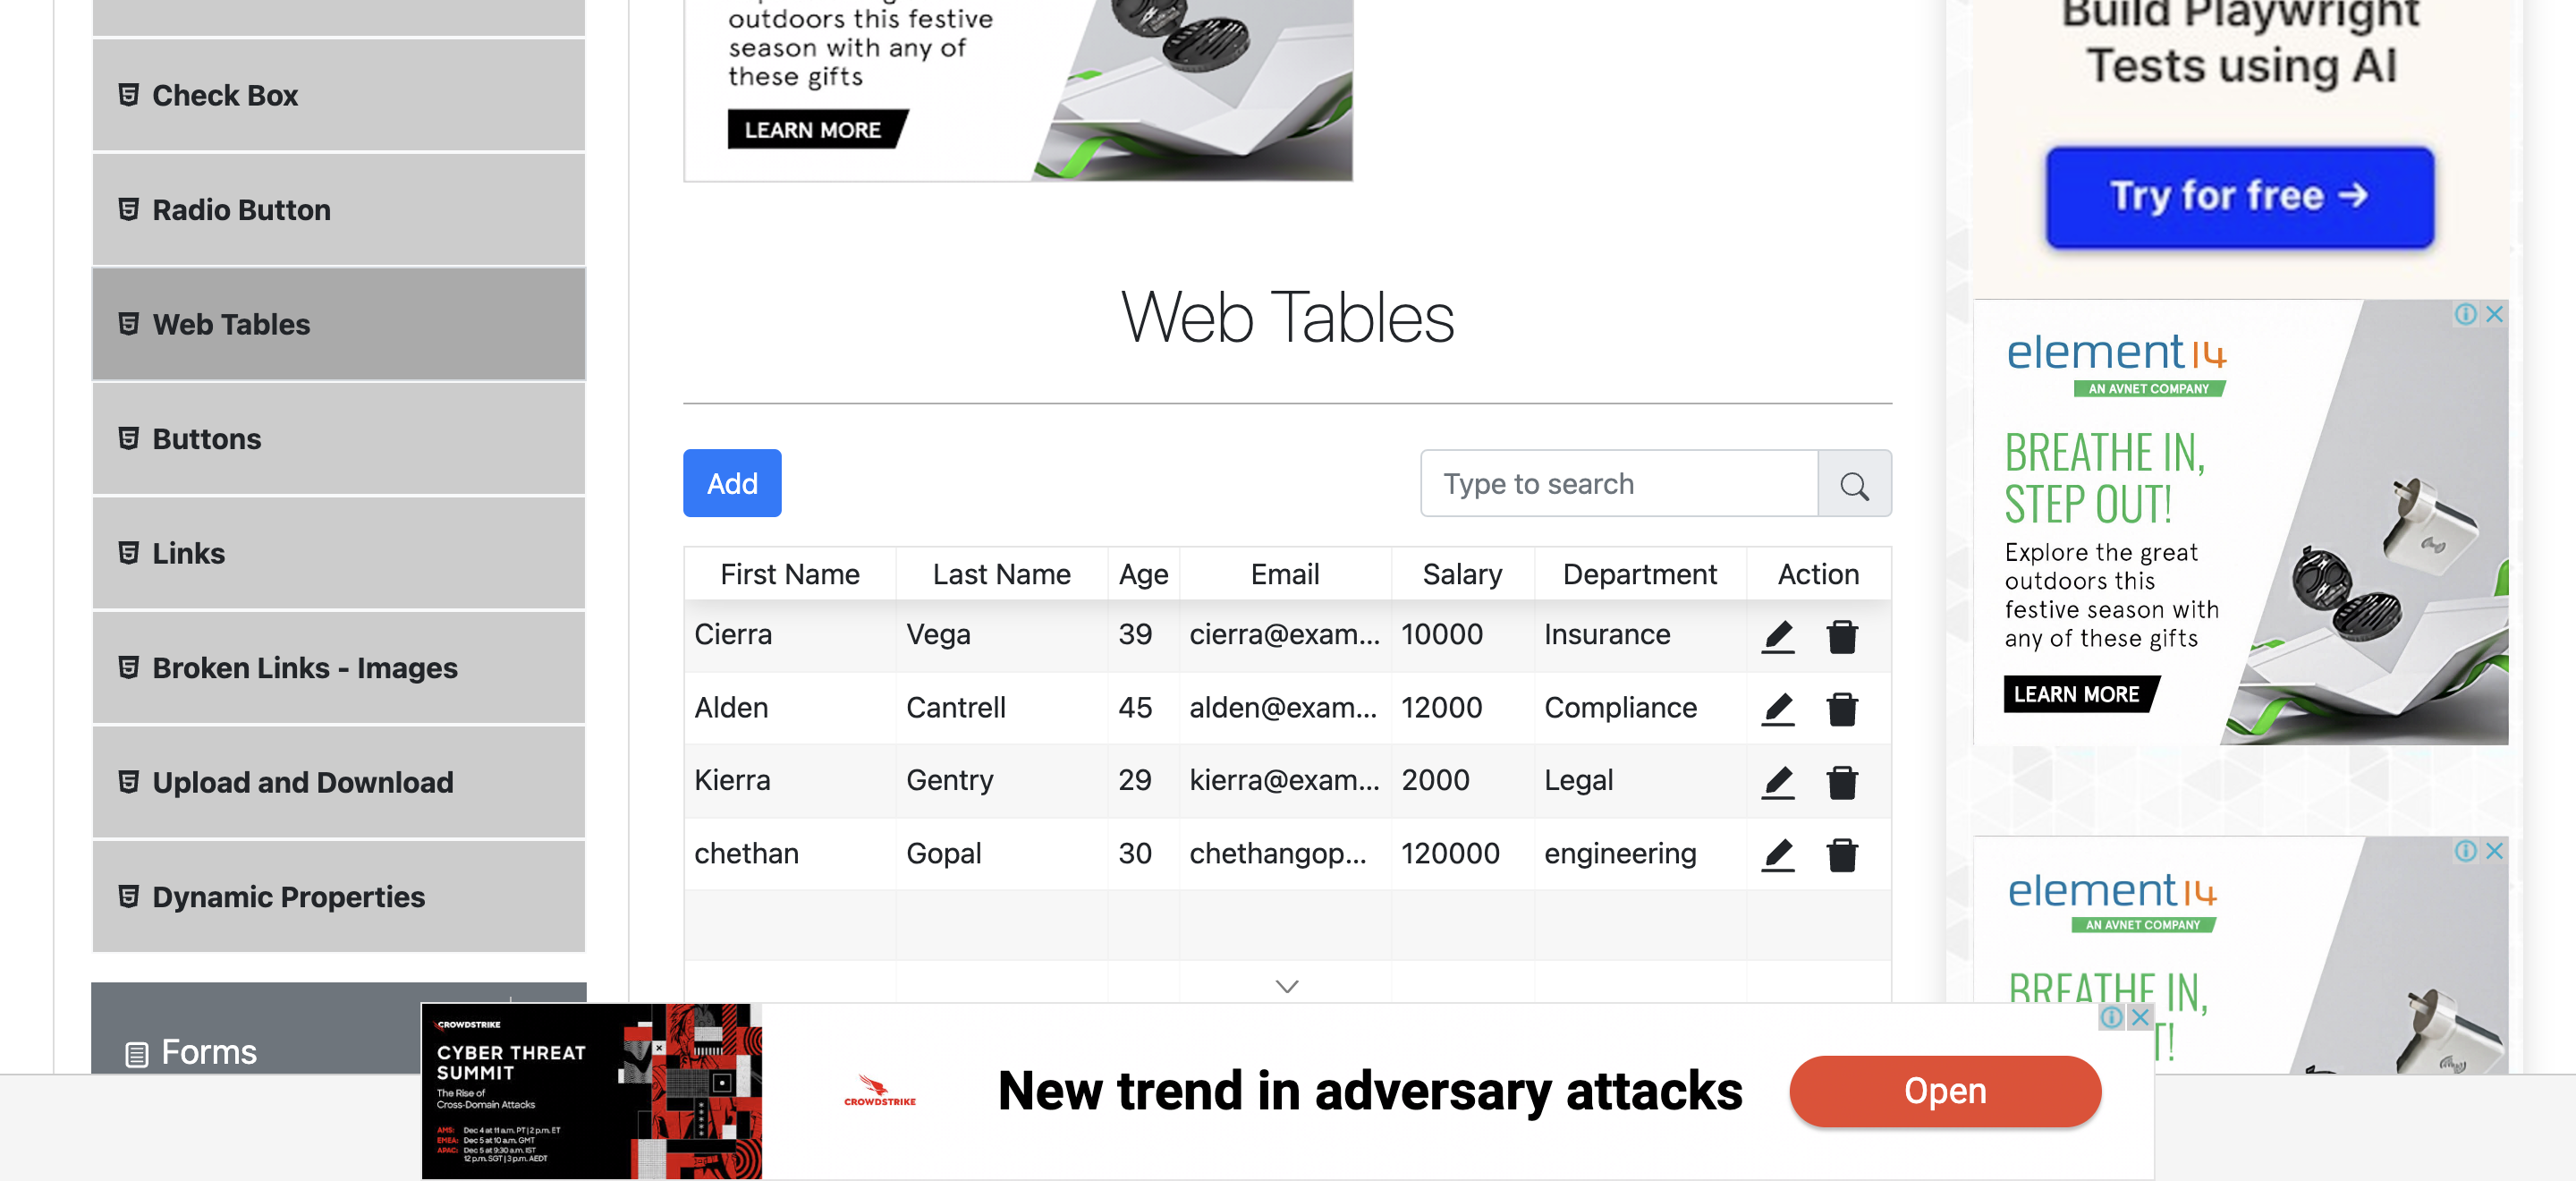 Check Box
Radio Button
Web Tables
Buttons
Links
Broken Links - Images
Upload and Download
Dynamic Properties
Forms
outdoors this festive
season with any of
these gifts
LEARN MORE
Web Tables
Add
Type to search
First Name Last Name Age Email Salary Department Action
Cierra Vega 39 cierra@exam... 10000 Insurance
Alden Cantrell 45 alden@exam... 12000 Compliance
Kierra Gentry 29 kierra@exam... 2000 Legal
chethan Gopal 30 chethangop... 120000 engineering
Build Playwright
Tests using AI
Try for free →
element14
AN AVNET COMPANY
BREATHE IN,
STEP OUT!
Explore the great
outdoors this
festive season with
any of these gifts
LEARN MORE
element14
AN AVNET COMPANY
BREATHE IN,
T!
CROWDSTRIKE
CYBER THREAT
SUMMIT
The Rise of
Cross-Domain Attacks
AMS: Dec 4 at 11 a.m. PT | 2 p.m. ET
EMEA: Dec 5 at 10 a.m. GMT
APAC: Dec 5 at 9:30 a.m. IST
12 p.m. SGT | 3 p.m. AEDT
CROWDSTRIKE
New trend in adversary attacks
Open